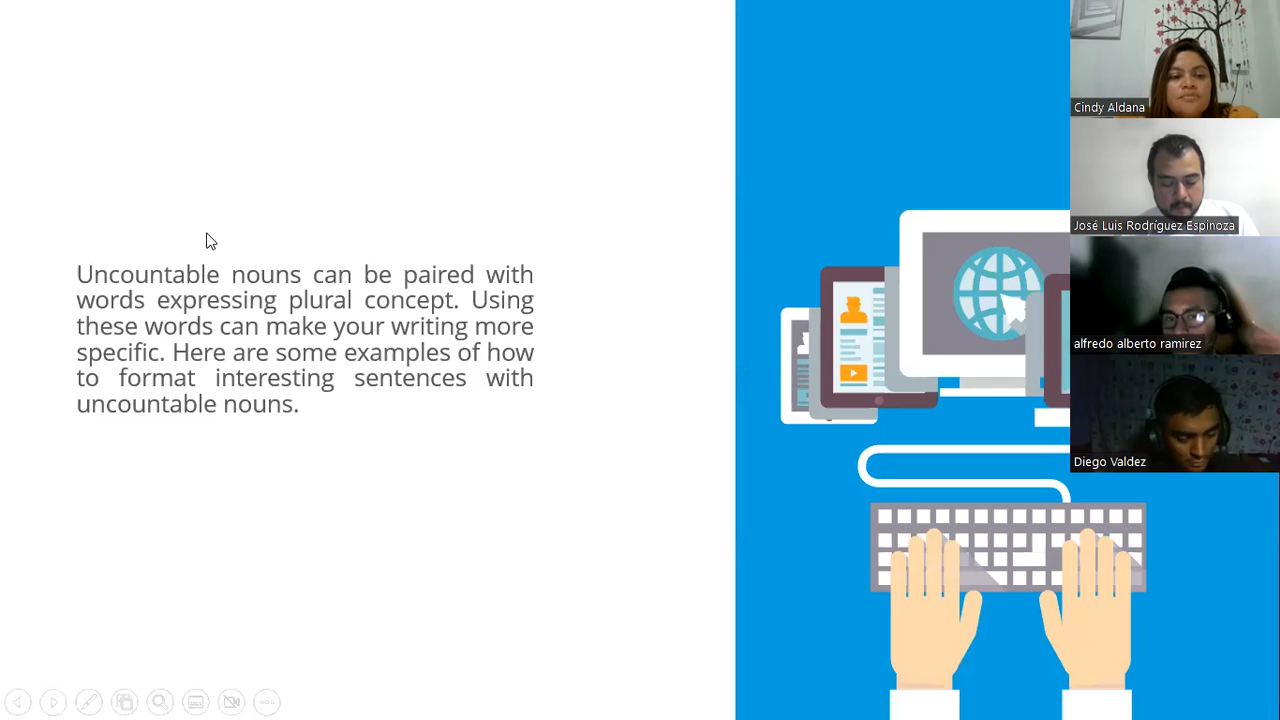 Uncountable nouns can be paired with
words expressing plural concept. Using
these words can make your writing more
specific. Here are some examples of how
to format interesting sentences with
uncountable nouns.
Cindy Aldana
José Luis Rodríguez Espinoza
alfredo alberto ramirez
Diego Valdez